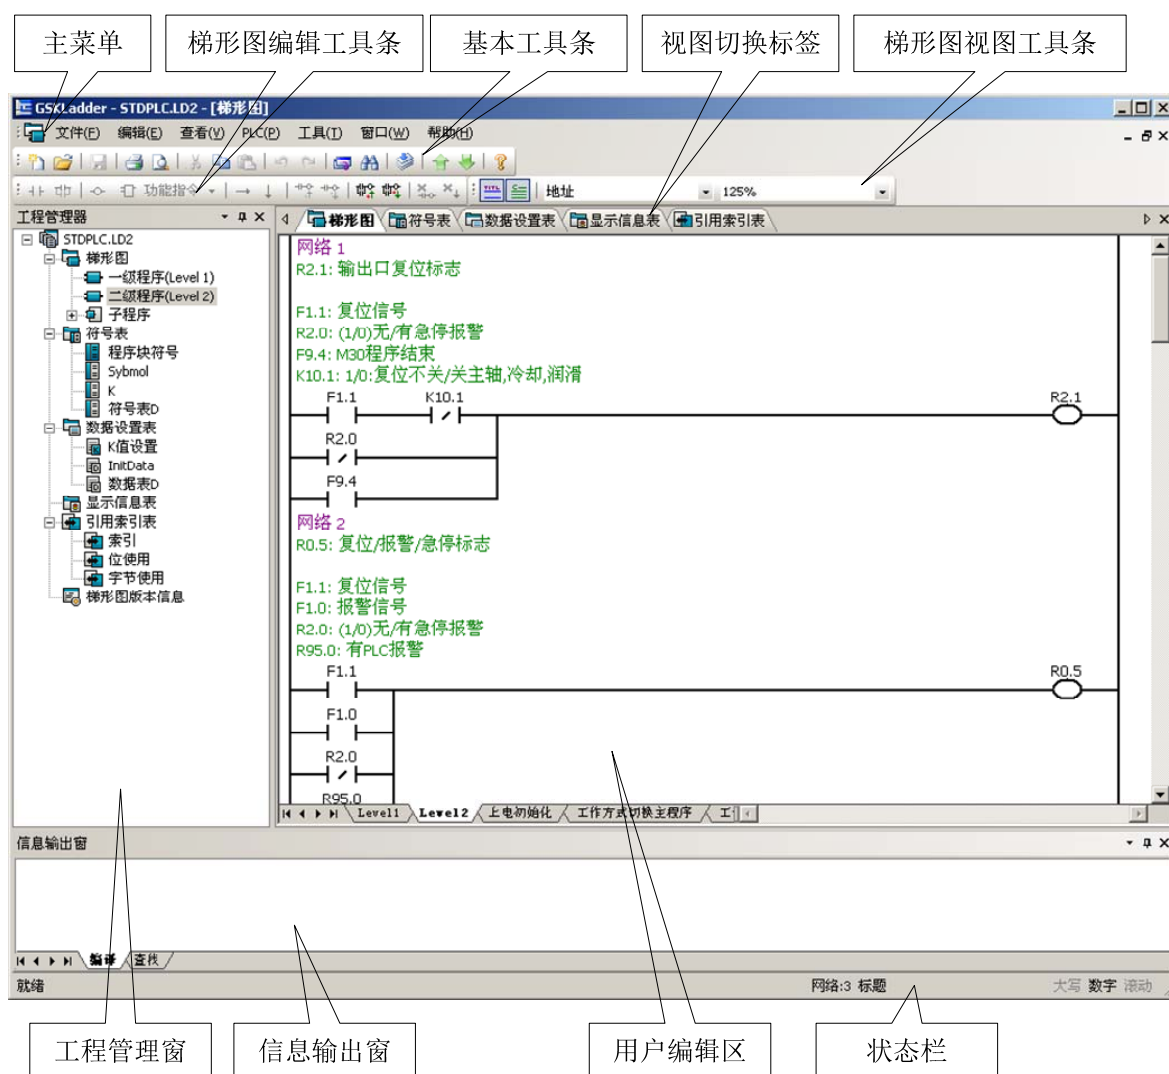 主菜单
梯形图编辑工具条
基本工具条
视图切换标签
梯形图视图工具条
GSKLadder - STDPLC.LD2 - [梯形图]
文件(F) 编辑(E) 查看(V) PLC(P) 工具(T) 窗口(W) 帮助(H)
功能指令
地址
125%
工程管理器
梯形图
符号表
数据设置表
显示信息表
引用索引表
STDPLC.LD2
梯形图
一级程序(Level 1)
二级程序(Level 2)
子程序
符号表
程序块符号
Sybmol
K
符号表D
数据设置表
K值设置
InitData
数据表D
显示信息表
引用索引表
索引
位使用
字节使用
梯形图版本信息
网络 1
R2.1: 输出口复位标志
F1.1: 复位信号
R2.0: (1/0)无/有急停报警
F9.4: M30程序结束
K10.1: 1/0:复位不关/关主轴,冷却,润滑
F1.1 K10.1 R2.1
R2.0
F9.4
网络 2
R0.5: 复位/报警/急停标志
F1.1: 复位信号
F1.0: 报警信号
R2.0: (1/0)无/有急停报警
R95.0: 有PLC报警
F1.1 R0.5
F1.0
R2.0
R95.0
Level1 Level2 上电初始化 工作方式切换主程序
信息输出窗
编译 查找
就绪
网络:3 标题
大写 数字 滚动
工程管理窗
信息输出窗
用户编辑区
状态栏